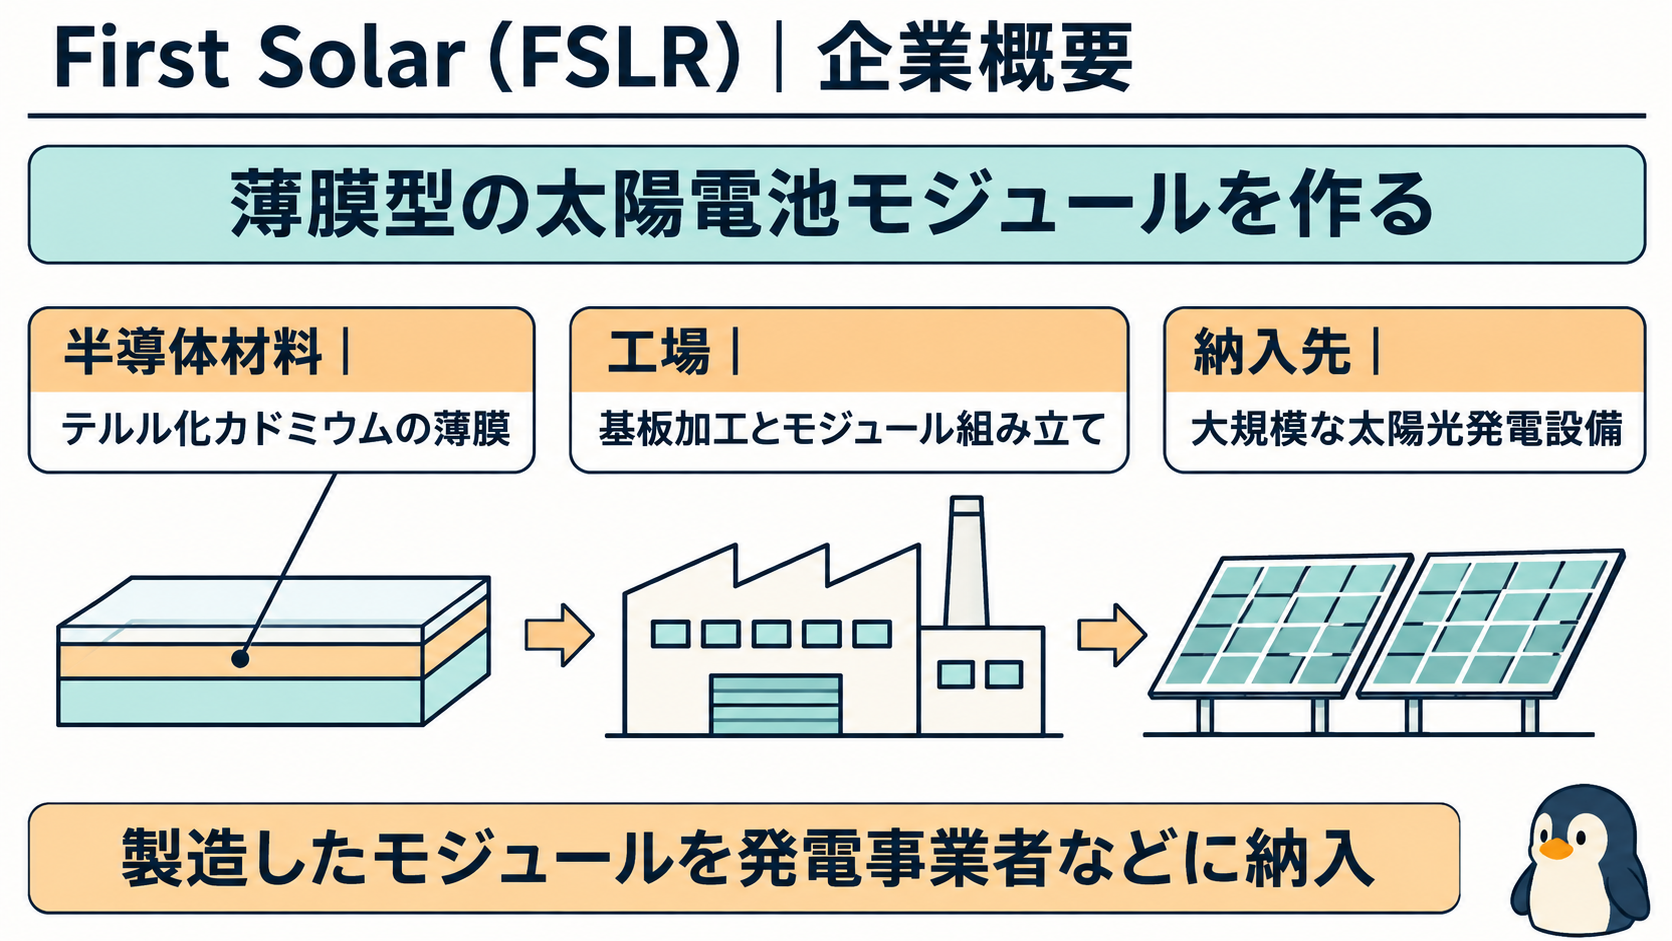 First Solar（FSLR）｜企業概要
薄膜型の太陽電池モジュールを作る
半導体材料｜
テルル化カドミウムの薄膜
工場｜
基板加工とモジュール組み立て
納入先｜
大規模な太陽光発電設備
製造したモジュールを発電事業者などに納入